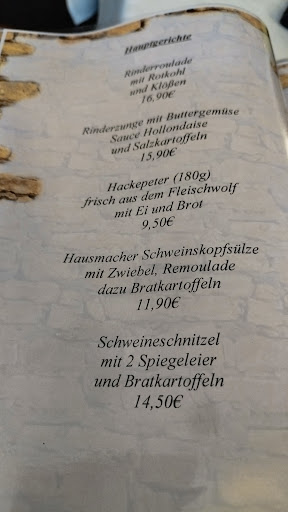 Hauptgerichte
Rinderroulade
mit Rotkohl
und Klößen
16,90€
Rinderzunge mit Buttergemüse
Sauce Hollondaise
und Salzkartoffeln
15,90€
Hackepeter (180g)
frisch aus dem Fleischwolf
mit Ei und Brot
9,50€
Hausmacher Schweinskopfsülze
mit Zwiebel, Remoulade
dazu Bratkartoffeln
11,90€
Schweineschnitzel
mit 2 Spiegeleier
und Bratkartoffeln
14,50€